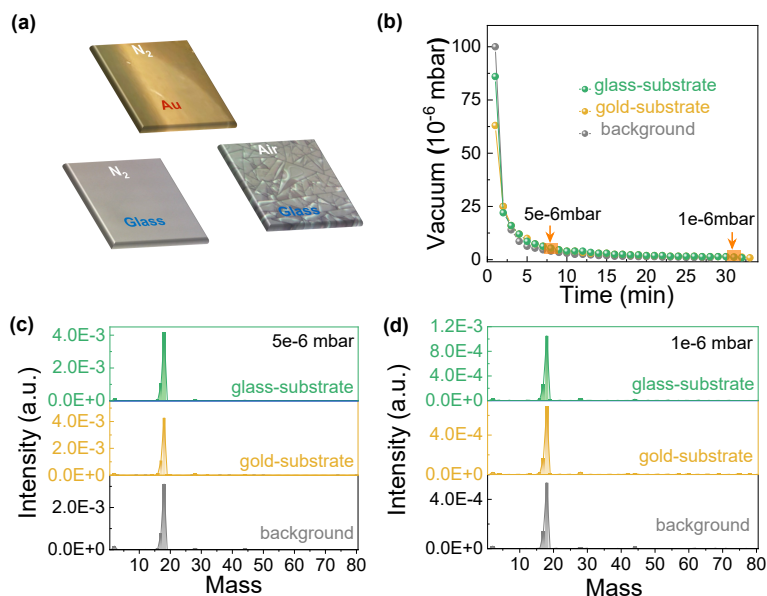 (a)
N2
Au
N2
Glass
Air
Glass
(b)
Vacuum (10-6 mbar)
100
75
50
25
0
glass-substrate
gold-substrate
background
5e-6mbar
1e-6mbar
0 5 10 15 20 25 30
Time (min)
(c)
Intensity (a.u.)
4.0E-3
2.0E-3
0.0E+0
5e-6 mbar
glass-substrate
4.0E-3
2.0E-3
0.0E+0
gold-substrate
2.0E-3
0.0E+0
background
10 20 30 40 50 60 70 80
Mass
(d)
Intensity (a.u.)
1.2E-3
8.0E-4
4.0E-4
0.0E+0
1e-6 mbar
glass-substrate
4.0E-4
0.0E+0
gold-substrate
4.0E-4
0.0E+0
background
10 20 30 40 50 60 70 80
Mass